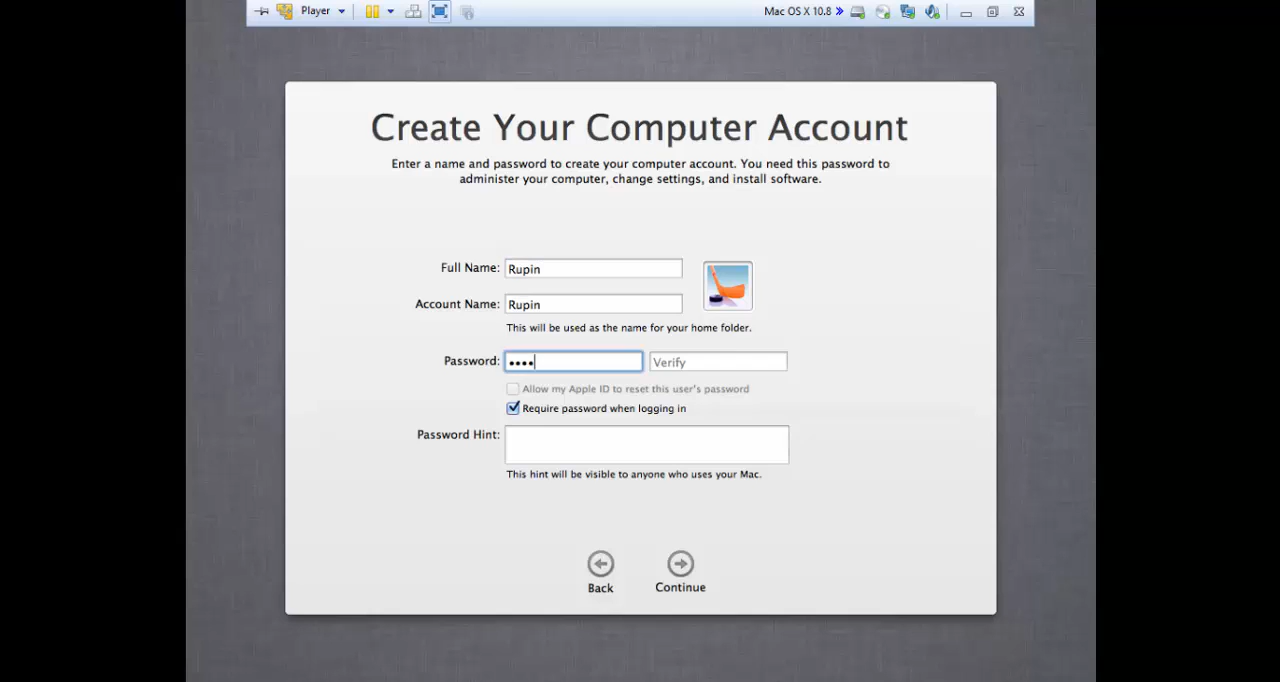 Player
Mac OS X 10.8 »
Create Your Computer Account
Enter a name and password to create your computer account. You need this password to
administer your computer, change settings, and install software.
Full Name: Rupin
Account Name: Rupin
This will be used as the name for your home folder.
Password: •••• Verify
Allow my Apple ID to reset this user's password
Require password when logging in
Password Hint:
This hint will be visible to anyone who uses your Mac.
Back
Continue